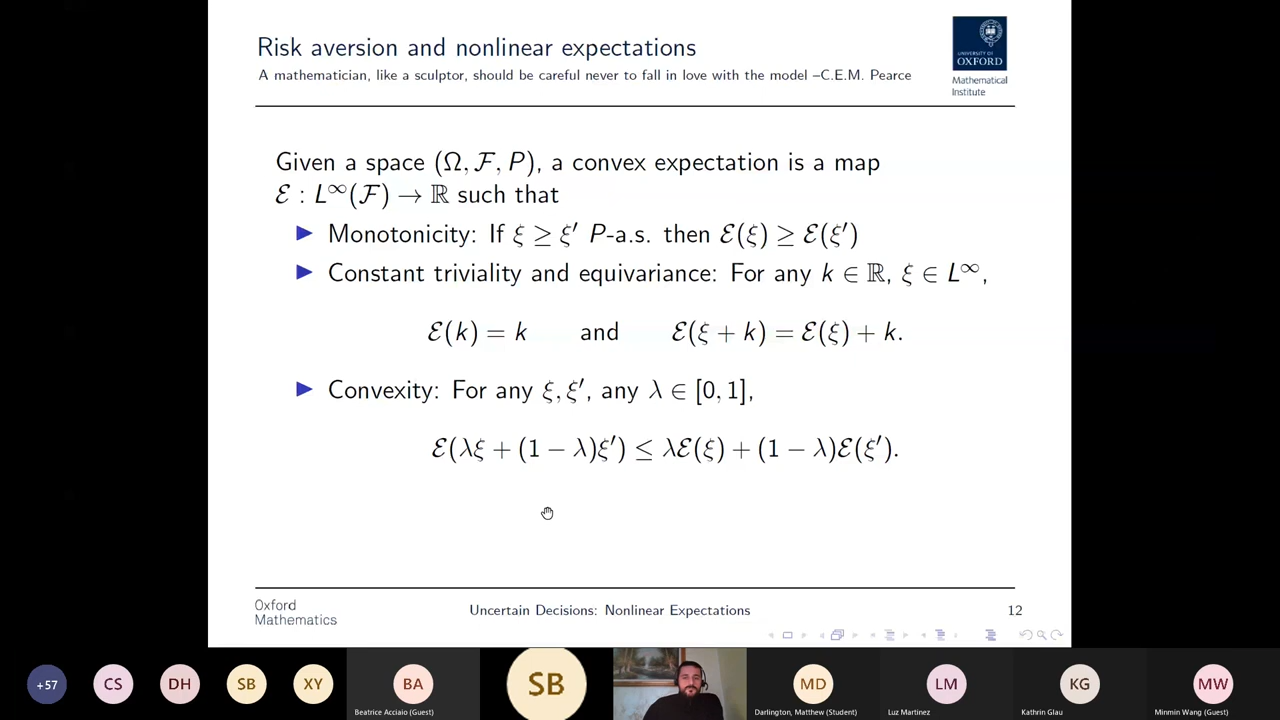 Risk aversion and nonlinear expectations
A mathematician, like a sculptor, should be careful never to fall in love with the model –C.E.M. Pearce
UNIVERSITY OF
OXFORD
Mathematical
Institute
Given a space (Ω, ℱ, P), a convex expectation is a map
ℰ : L^∞(ℱ) → ℝ such that
▶ Monotonicity: If ξ ≥ ξ′ P-a.s. then ℰ(ξ) ≥ ℰ(ξ′)
▶ Constant triviality and equivariance: For any k ∈ ℝ, ξ ∈ L^∞,
ℰ(k) = k and ℰ(ξ + k) = ℰ(ξ) + k.
▶ Convexity: For any ξ, ξ′, any λ ∈ [0, 1],
ℰ(λξ + (1 − λ)ξ′) ≤ λℰ(ξ) + (1 − λ)ℰ(ξ′).
Oxford
Mathematics
Uncertain Decisions: Nonlinear Expectations
12
+57
CS
DH
SB
XY
BA
Beatrice Acciaio (Guest)
SB
MD
Darlington, Matthew (Student)
LM
Luz Martinez
KG
Kathrin Glau
MW
Minmin Wang (Guest)